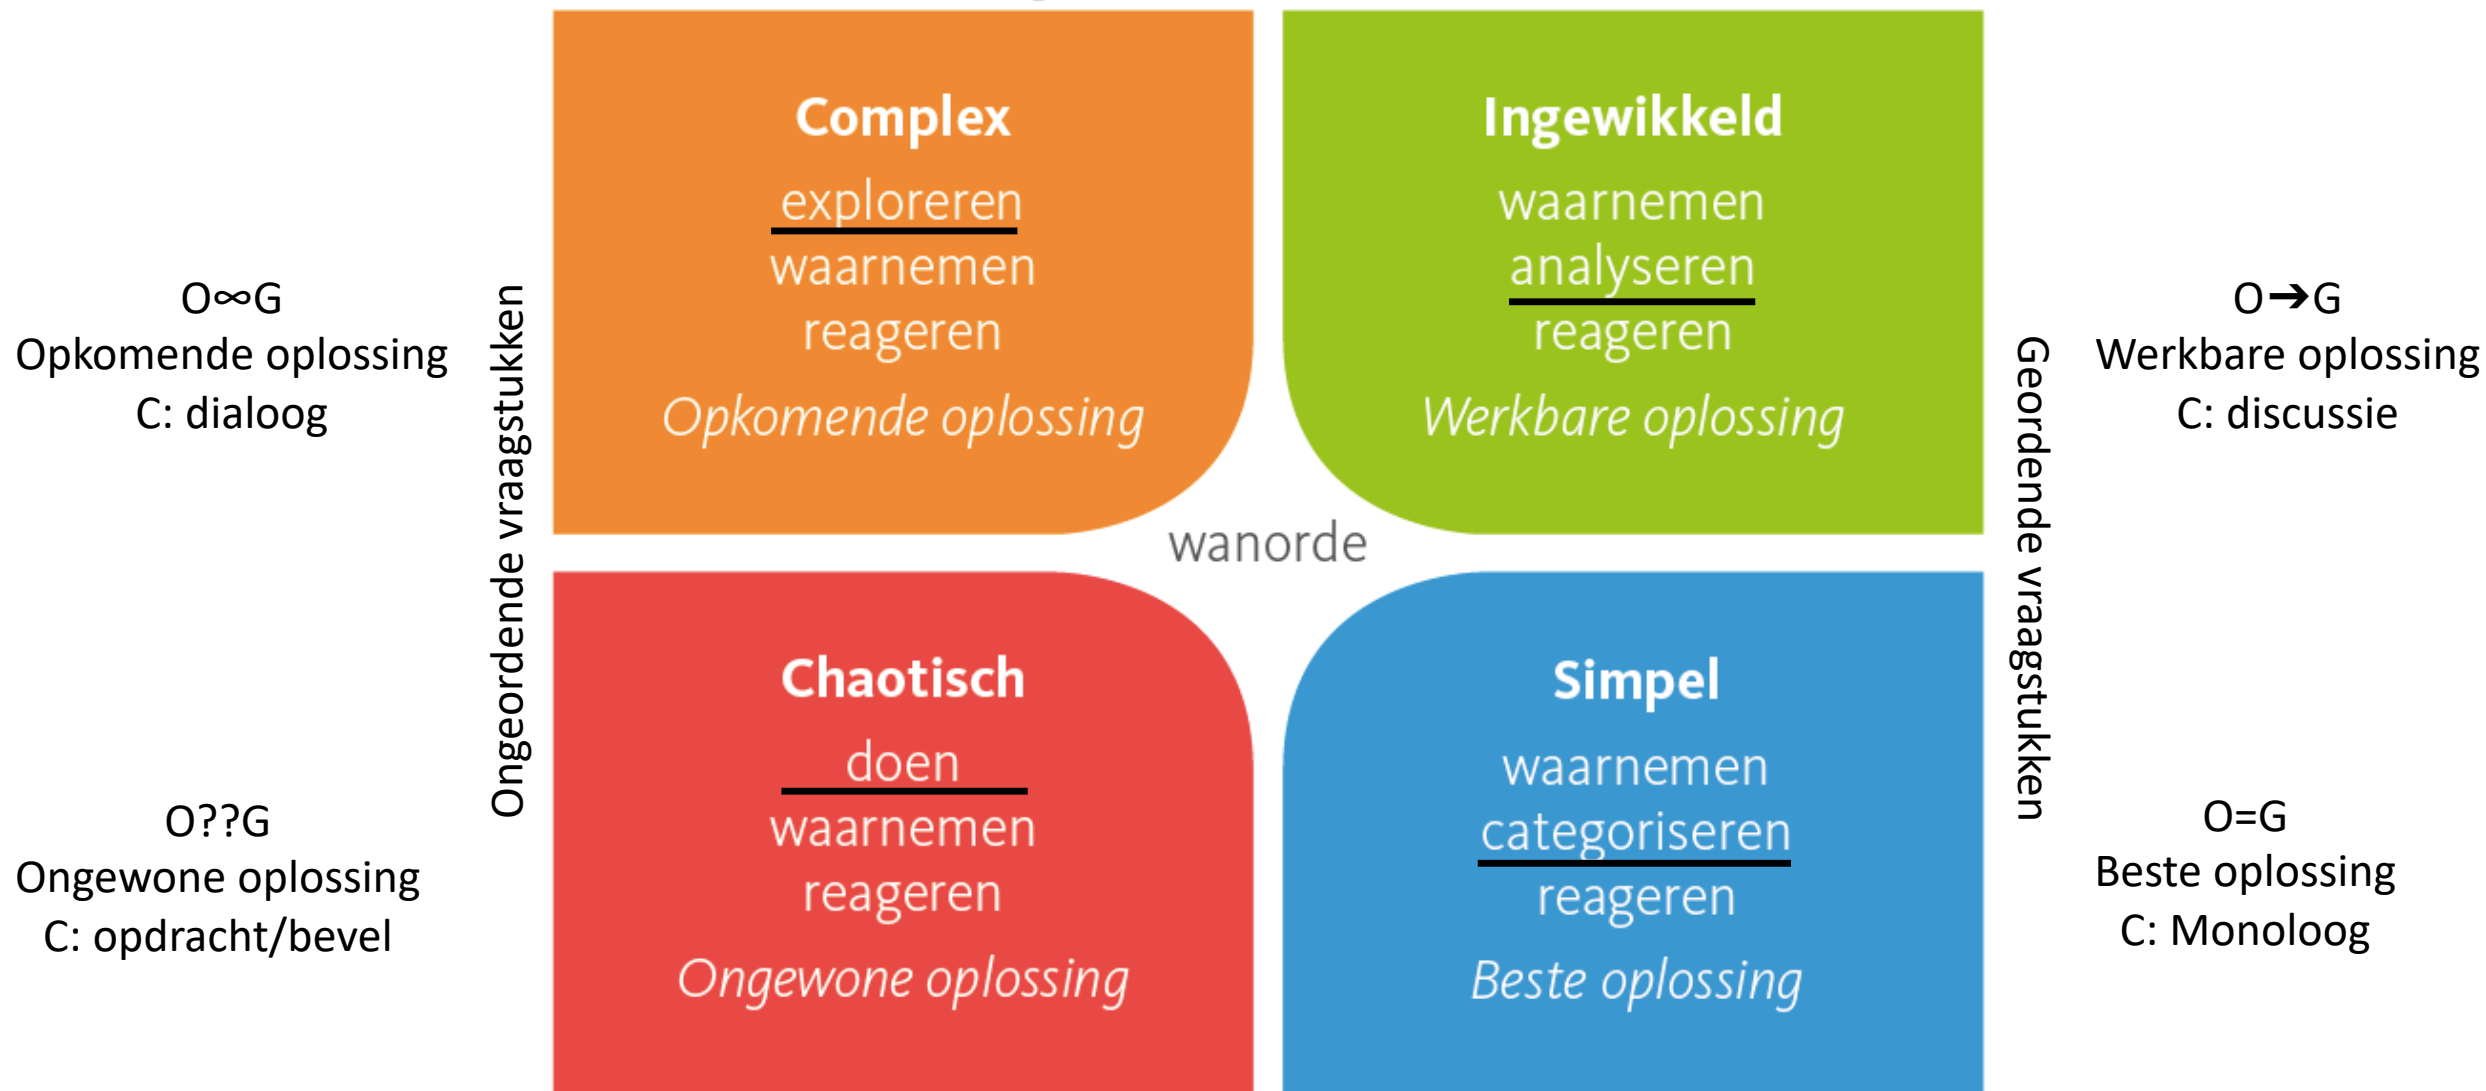 Complex
exploreren
waarnemen
reageren
Opkomende oplossing
Ingewikkeld
waarnemen
analyseren
reageren
Werkbare oplossing
O∞G
Opkomende oplossing
C: dialoog
Ongeordende vraagstukken
Geordende vraagstukken
O➔G
Werkbare oplossing
C: discussie
wanorde
Chaotisch
doen
waarnemen
reageren
Ongewone oplossing
Simpel
waarnemen
categoriseren
reageren
Beste oplossing
O??G
Ongewone oplossing
C: opdracht/bevel
O=G
Beste oplossing
C: Monoloog